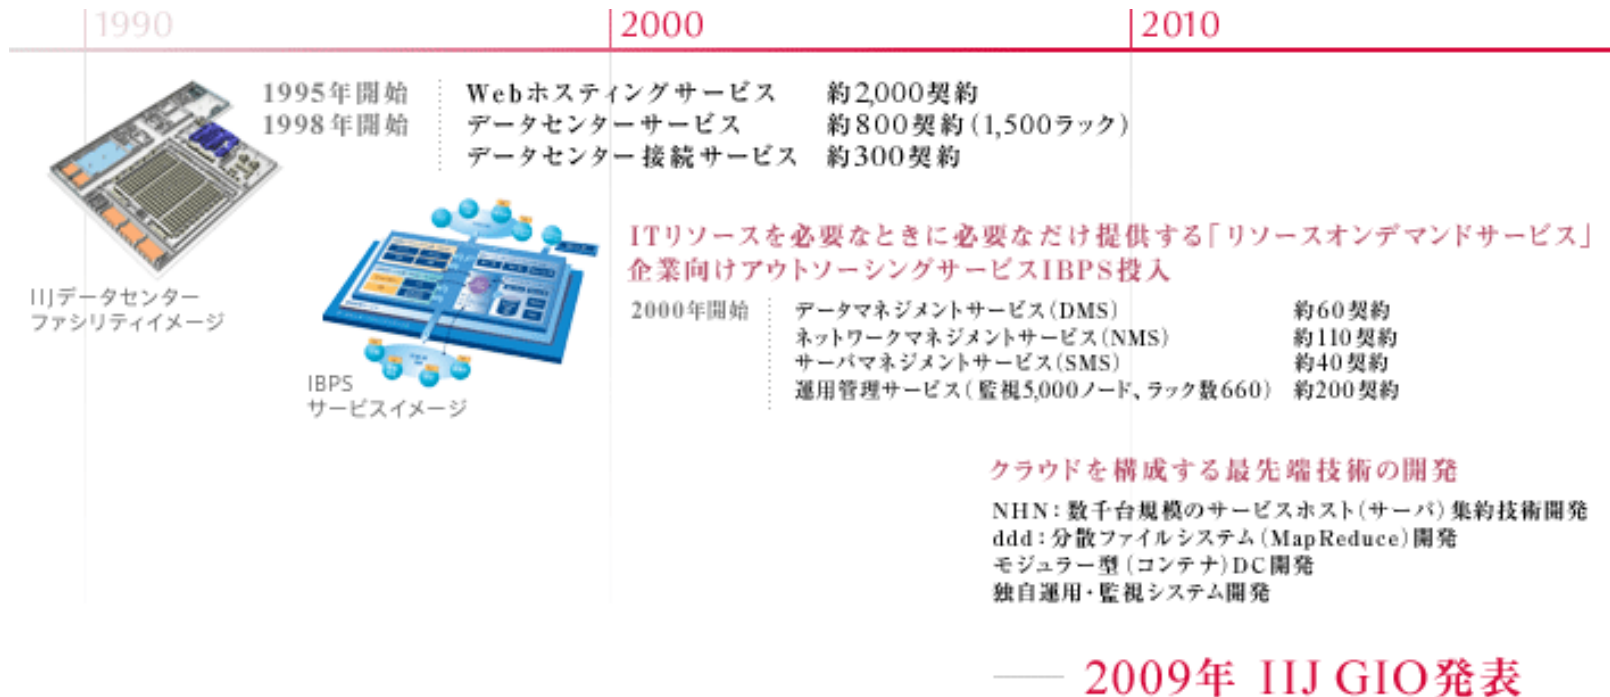 1990
2000
2010
1995年開始
Webホスティングサービス 約2,000契約
1998年開始
データセンターサービス 約800契約(1,500ラック)
データセンター接続サービス 約300契約
IIJデータセンター
ファシリティイメージ
IBPS
サービスイメージ
ITリソースを必要なときに必要なだけ提供する「リソースオンデマンドサービス」
企業向けアウトソーシングサービスIBPS投入
2000年開始
データマネジメントサービス(DMS) 約60契約
ネットワークマネジメントサービス(NMS) 約110契約
サーバマネジメントサービス(SMS) 約40契約
運用管理サービス(監視5,000ノード、ラック数660) 約200契約
クラウドを構成する最先端技術の開発
NHN:数千台規模のサービスホスト(サーバ)集約技術開発
ddd:分散ファイルシステム(MapReduce)開発
モジュラー型(コンテナ)DC開発
独自運用・監視システム開発
2009年 IIJ GIO発表